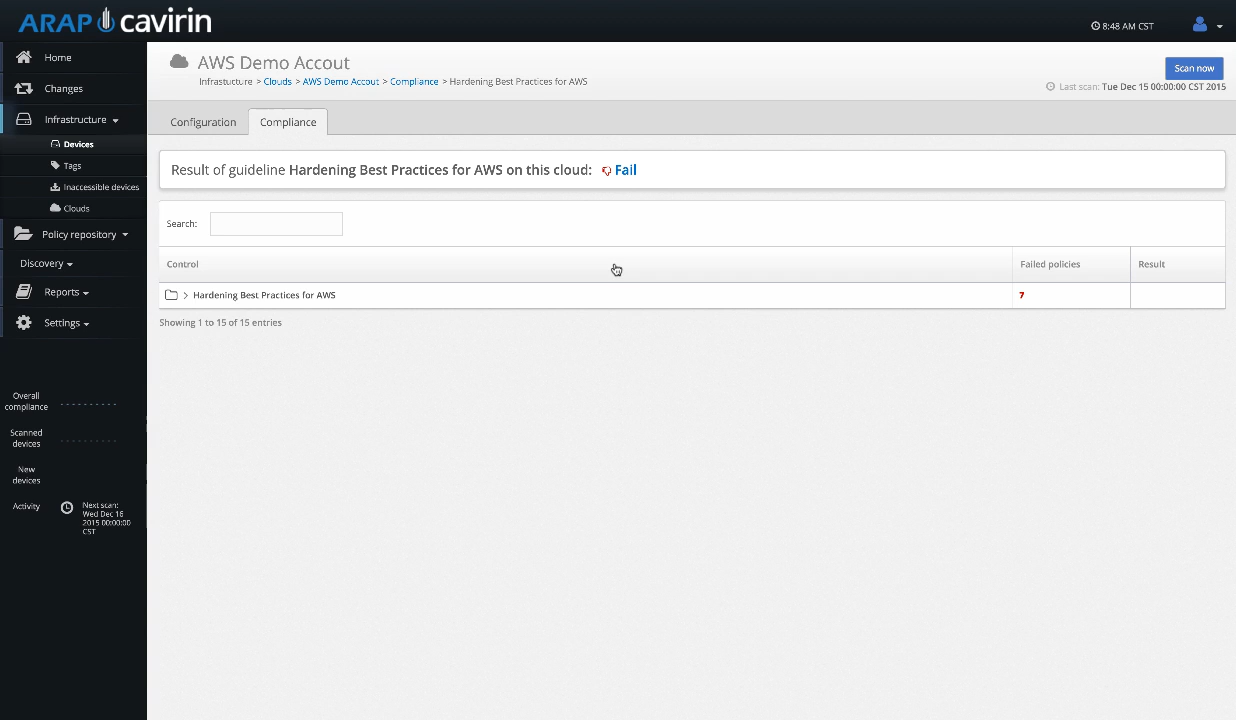 ARAP cavirin
8:48 AM CST
Home
Changes
Infrastructure
Devices
Tags
Inaccessible devices
Clouds
Policy repository
Discovery
Reports
Settings
Overall
compliance
Scanned
devices
New
devices
Activity
Next scan:
Wed Dec 16
2015 00:00:00
CST
AWS Demo Accout
Infrastucture > Clouds > AWS Demo Accout > Compliance > Hardening Best Practices for AWS
Scan now
Last scan: Tue Dec 15 00:00:00 CST 2015
Configuration
Compliance
Result of guideline Hardening Best Practices for AWS on this cloud: Fail
Search:
Control Failed policies Result
> Hardening Best Practices for AWS 7
Showing 1 to 15 of 15 entries